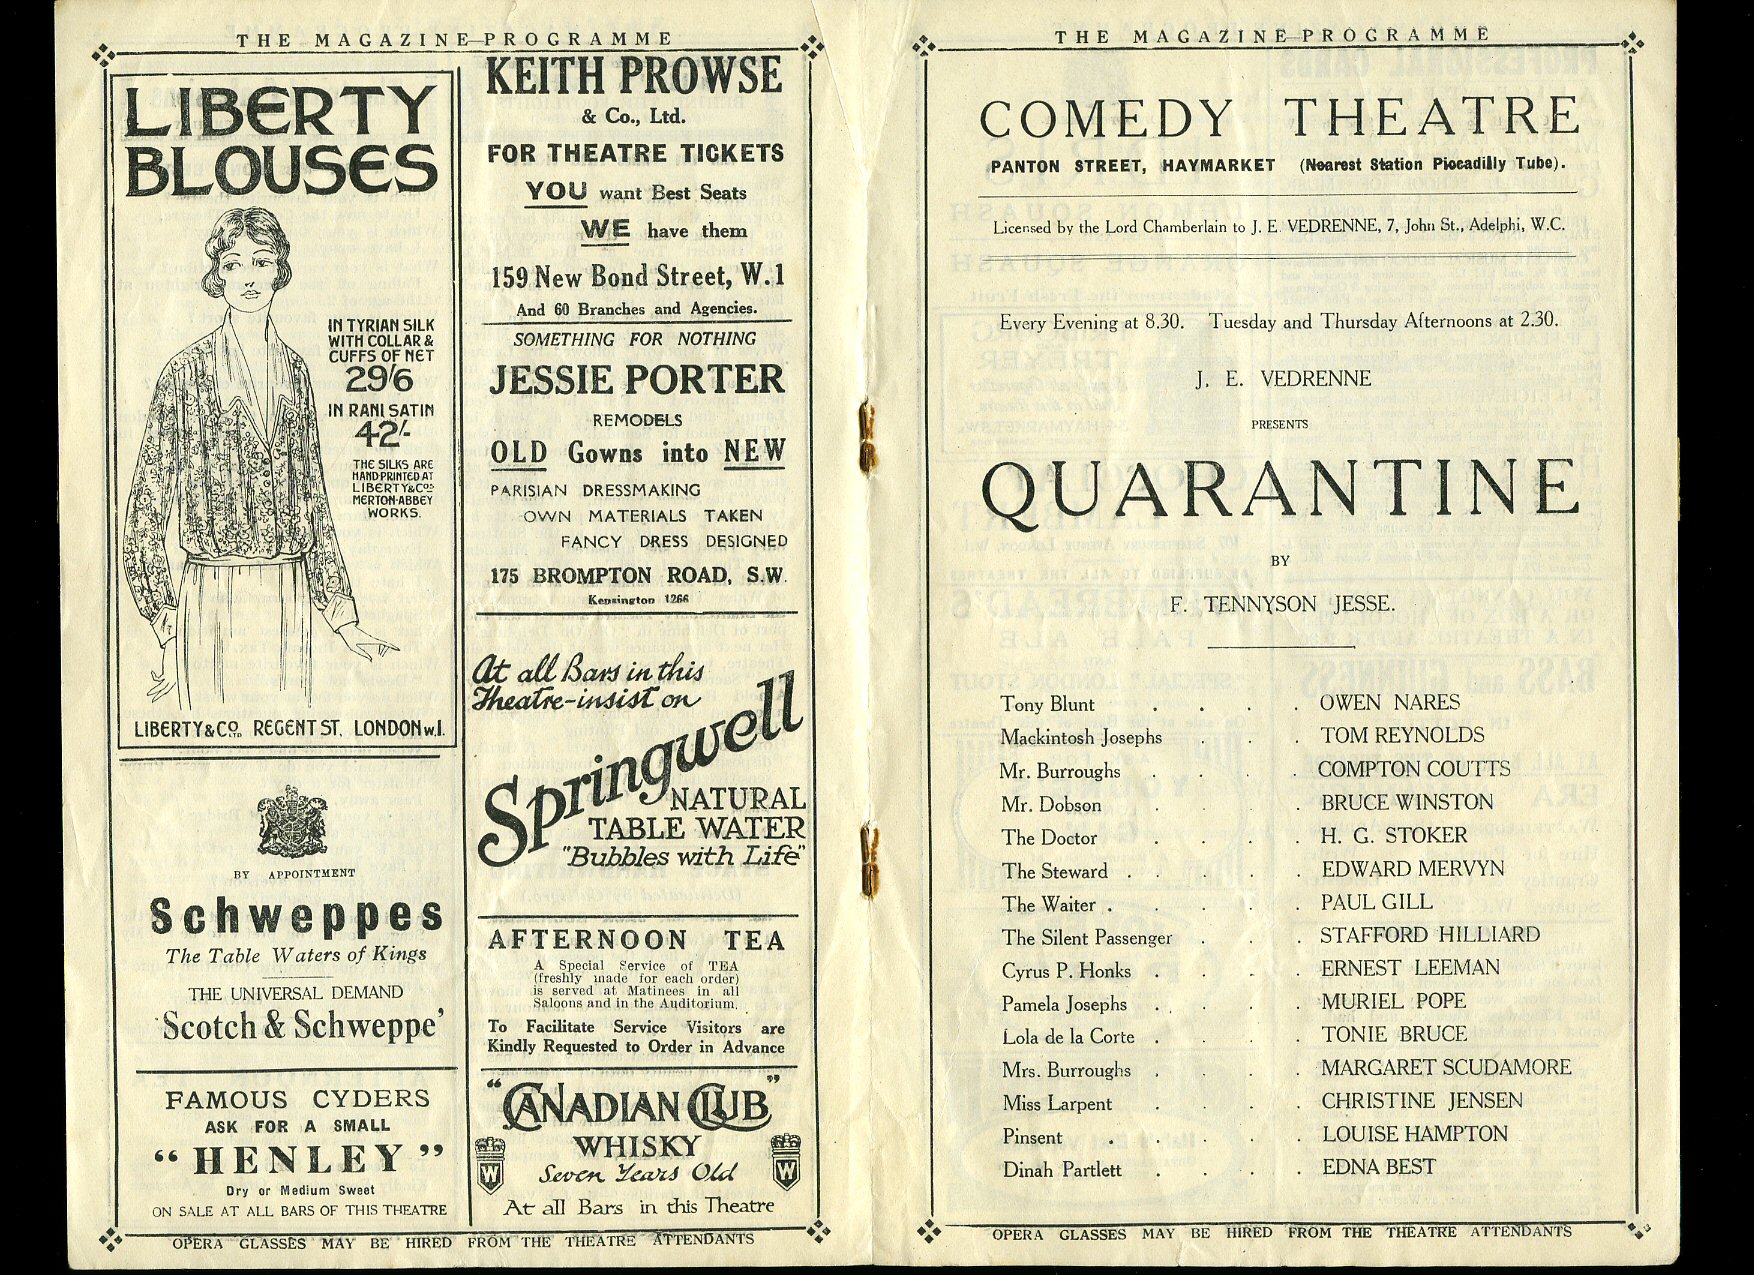 THE MAGAZINE-PROGRAMME
LIBERTY
BLOUSES
IN TYRIAN SILK
WITH COLLAR &
CUFFS OF NET
29/6
IN RANI SATIN
42/-
THE SILKS ARE
HAND-PRINTED AT
LIBERTY & COS
MERTON-ABBEY
WORKS.
LIBERTY & CO. LTD. REGENT ST. LONDON W.1.
BY APPOINTMENT
Schweppes
The Table Waters of Kings
THE UNIVERSAL DEMAND
'Scotch & Schweppe'
FAMOUS CYDERS
ASK FOR A SMALL
"HENLEY"
Dry or Medium Sweet
ON SALE AT ALL BARS OF THIS THEATRE
KEITH PROWSE
& Co., Ltd.
FOR THEATRE TICKETS
YOU want Best Seats
WE have them
159 New Bond Street, W.1
And 60 Branches and Agencies.
SOMETHING FOR NOTHING
JESSIE PORTER
REMODELS
OLD Gowns into NEW
PARISIAN DRESSMAKING
OWN MATERIALS TAKEN
FANCY DRESS DESIGNED
175 BROMPTON ROAD, S.W.
Kensington 1266
At all Bars in this
Theatre-insist on
Springwell
NATURAL
TABLE WATER
"Bubbles with Life"
AFTERNOON TEA
A Special Service of TEA
(freshly made for each order)
is served at Matinees in all
Saloons and in the Auditorium.
To Facilitate Service Visitors are
Kindly Requested to Order in Advance
"CANADIAN CLUB"
WHISKY
Seven Years Old
W
W
At all Bars in this Theatre
OPERA GLASSES MAY BE HIRED FROM THE THEATRE ATTENDANTS
THE MAGAZINE-PROGRAMME
COMEDY THEATRE
PANTON STREET, HAYMARKET (Nearest Station Piccadilly Tube).
Licensed by the Lord Chamberlain to J. E. VEDRENNE, 7, John St., Adelphi, W.C.
Every Evening at 8.30. Tuesday and Thursday Afternoons at 2.30.
J. E. VEDRENNE
PRESENTS
QUARANTINE
BY
F. TENNYSON JESSE.
Tony Blunt . . . . OWEN NARES
Mackintosh Josephs . . . TOM REYNOLDS
Mr. Burroughs . . . . COMPTON COUTTS
Mr. Dobson . . . . BRUCE WINSTON
The Doctor . . . . H. G. STOKER
The Steward . . . . . EDWARD MERVYN
The Waiter . . . . . PAUL GILL
The Silent Passenger . . . STAFFORD HILLIARD
Cyrus P. Honks . . . . ERNEST LEEMAN
Pamela Josephs . . . . MURIEL POPE
Lola de la Corte . . . . TONIE BRUCE
Mrs. Burroughs . . . . MARGARET SCUDAMORE
Miss Larpent . . . . CHRISTINE JENSEN
Pinsent . . . . . LOUISE HAMPTON
Dinah Partlett . . . . EDNA BEST
OPERA GLASSES MAY BE HIRED FROM THE THEATRE ATTENDANTS